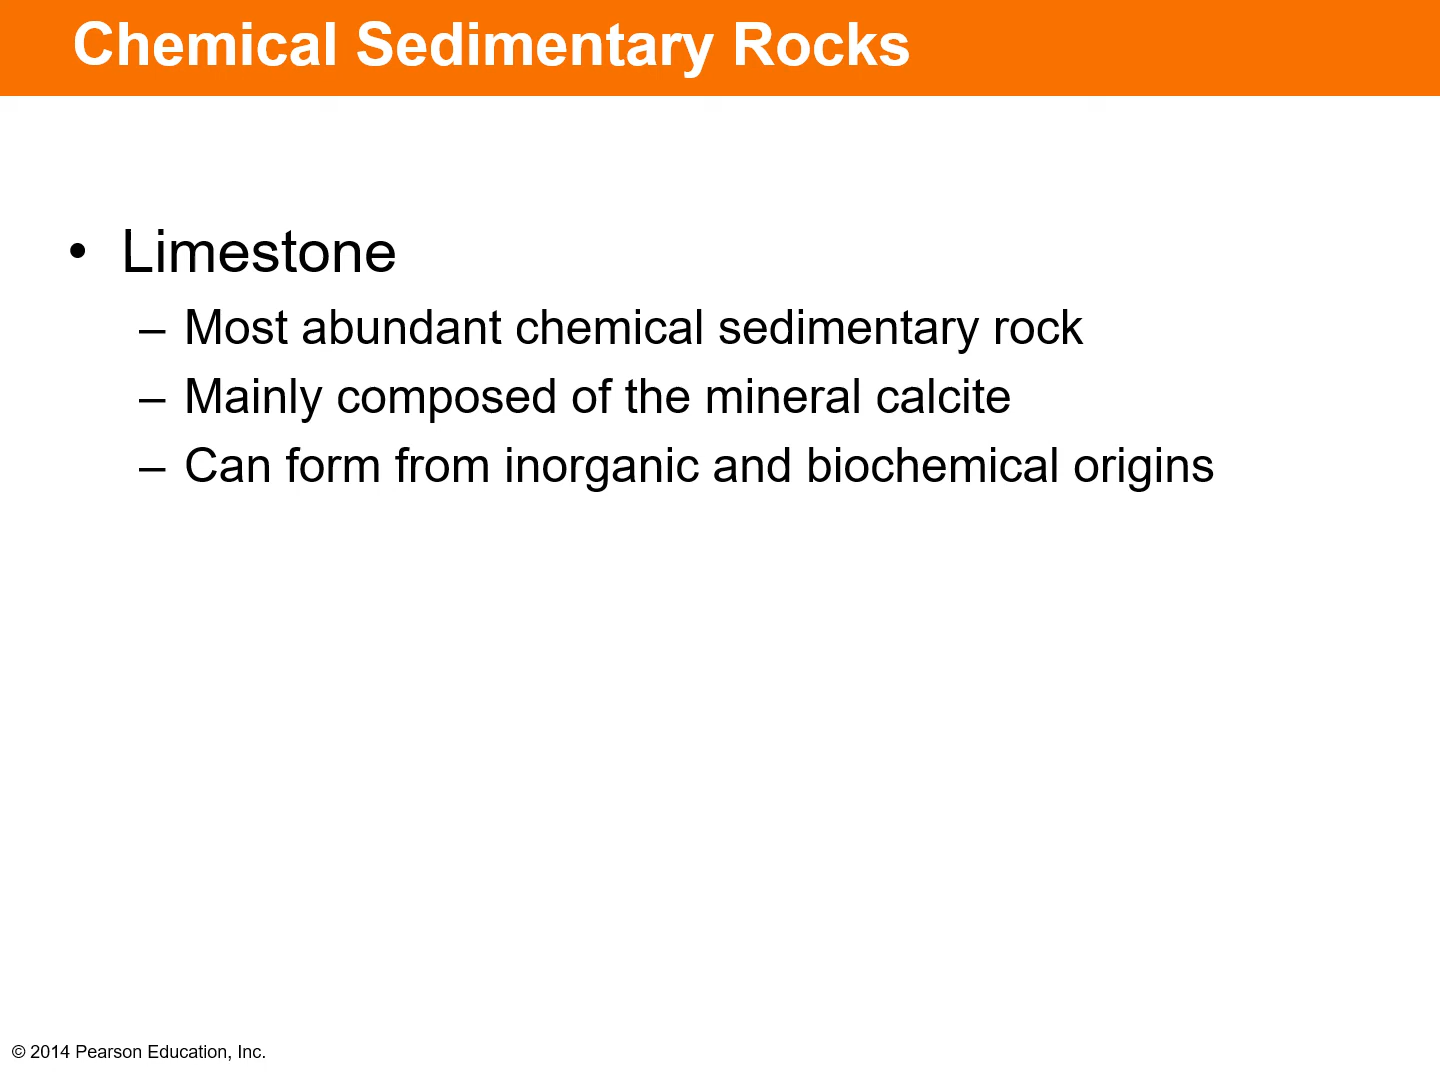 Chemical Sedimentary Rocks
• Limestone
– Most abundant chemical sedimentary rock
– Mainly composed of the mineral calcite
– Can form from inorganic and biochemical origins
© 2014 Pearson Education, Inc.